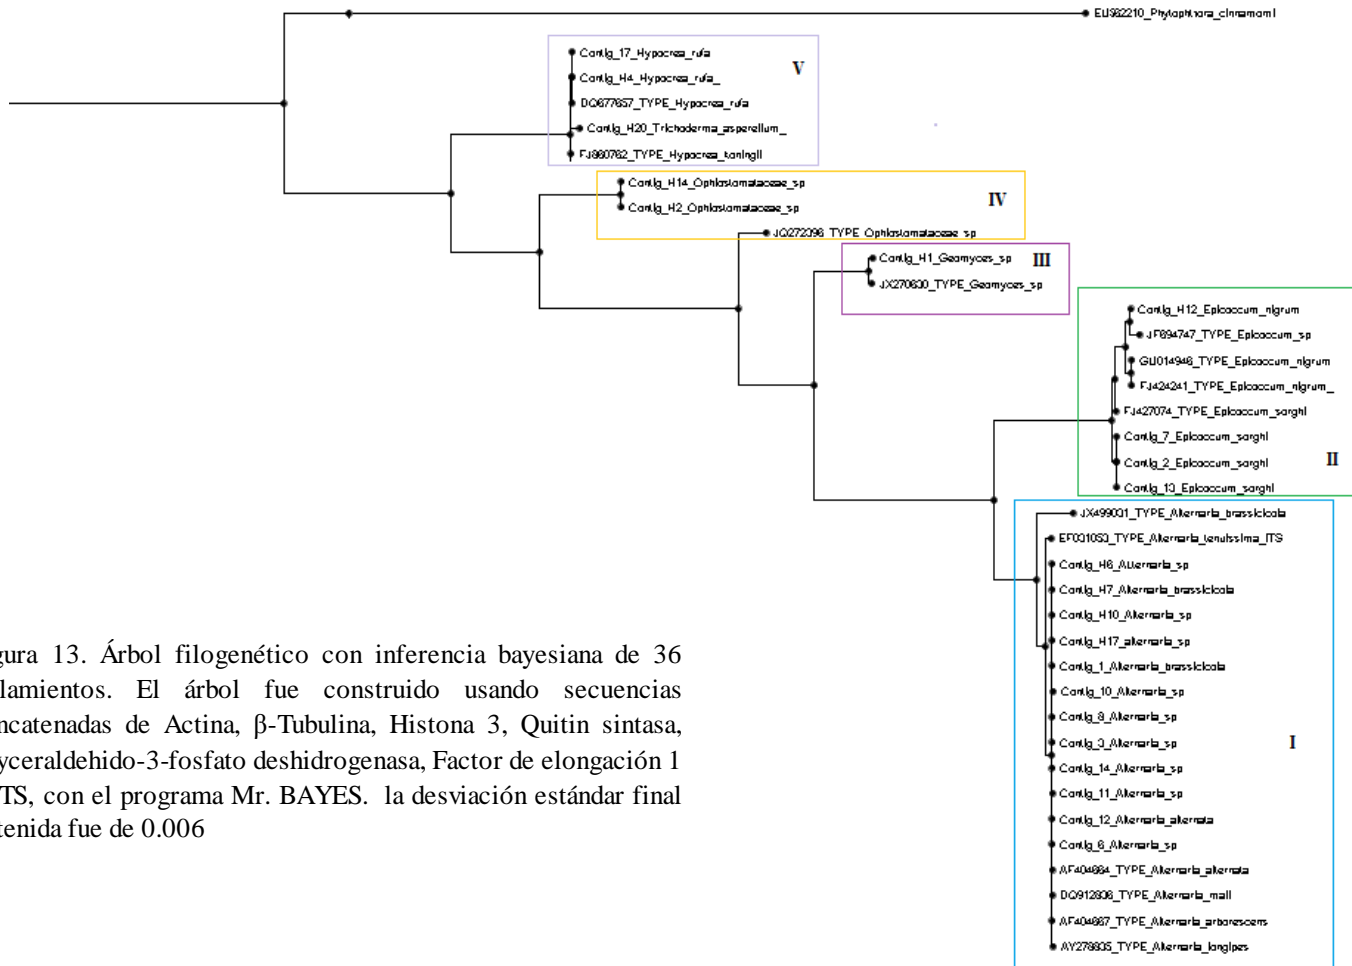 EU362210_Phytophthora_cinnamomi
Contig_17_Hypocrea_rufa
V
Contig_H4_Hypocrea_rufa_
DQ677657_TYPE_Hypocrea_rufa
Contig_H20_Trichoderma_asperellum_
FJ860762_TYPE_Hypocrea_koningii
Contig_H14_Ophiostomataceae_sp
IV
Contig_H2_Ophiostomataceae_sp
JQ272396_TYPE_Ophiostomataceae_sp
Contig_H1_Geomyces_sp
III
JX270630_TYPE_Geomyces_sp
Contig_H12_Epicoccum_nigrum
JF694747_TYPE_Epicoccum_sp
GU014946_TYPE_Epicoccum_nigrum
FJ424241_TYPE_Epicoccum_nigrum_
FJ427074_TYPE_Epicoccum_sorghi
Contig_7_Epicoccum_sorghi
Contig_2_Epicoccum_sorghi
II
Contig_13_Epicoccum_sorghi
JX499031_TYPE_Alternaria_brassicicola
EF031053_TYPE_Alternaria_tenuissima_ITS
Contig_H6_Alternaria_sp
Contig_H7_Alternaria_brassicicola
Contig_H10_Alternaria_sp
Contig_H17_alternaria_sp
Contig_1_Alternaria_brassicicola
Contig_10_Alternaria_sp
Contig_8_Alternaria_sp
Contig_3_Alternaria_sp
I
Contig_14_Alternaria_sp
Contig_11_Alternaria_sp
Contig_12_Alternaria_alternata
Contig_6_Alternaria_sp
AF404664_TYPE_Alternaria_alternata
DQ912836_TYPE_Alternaria_mali
AF404667_TYPE_Alternaria_arborescens
AY278835_TYPE_Alternaria_longipes
gura 13. Árbol filogenético con inferencia bayesiana de 36
lamientos. El árbol fue construido usando secuencias
ncatenadas de Actina, β-Tubulina, Histona 3, Quitin sintasa,
yceraldehido-3-fosfato deshidrogenasa, Factor de elongación 1
TS, con el programa Mr. BAYES. la desviación estándar final
tenida fue de 0.006